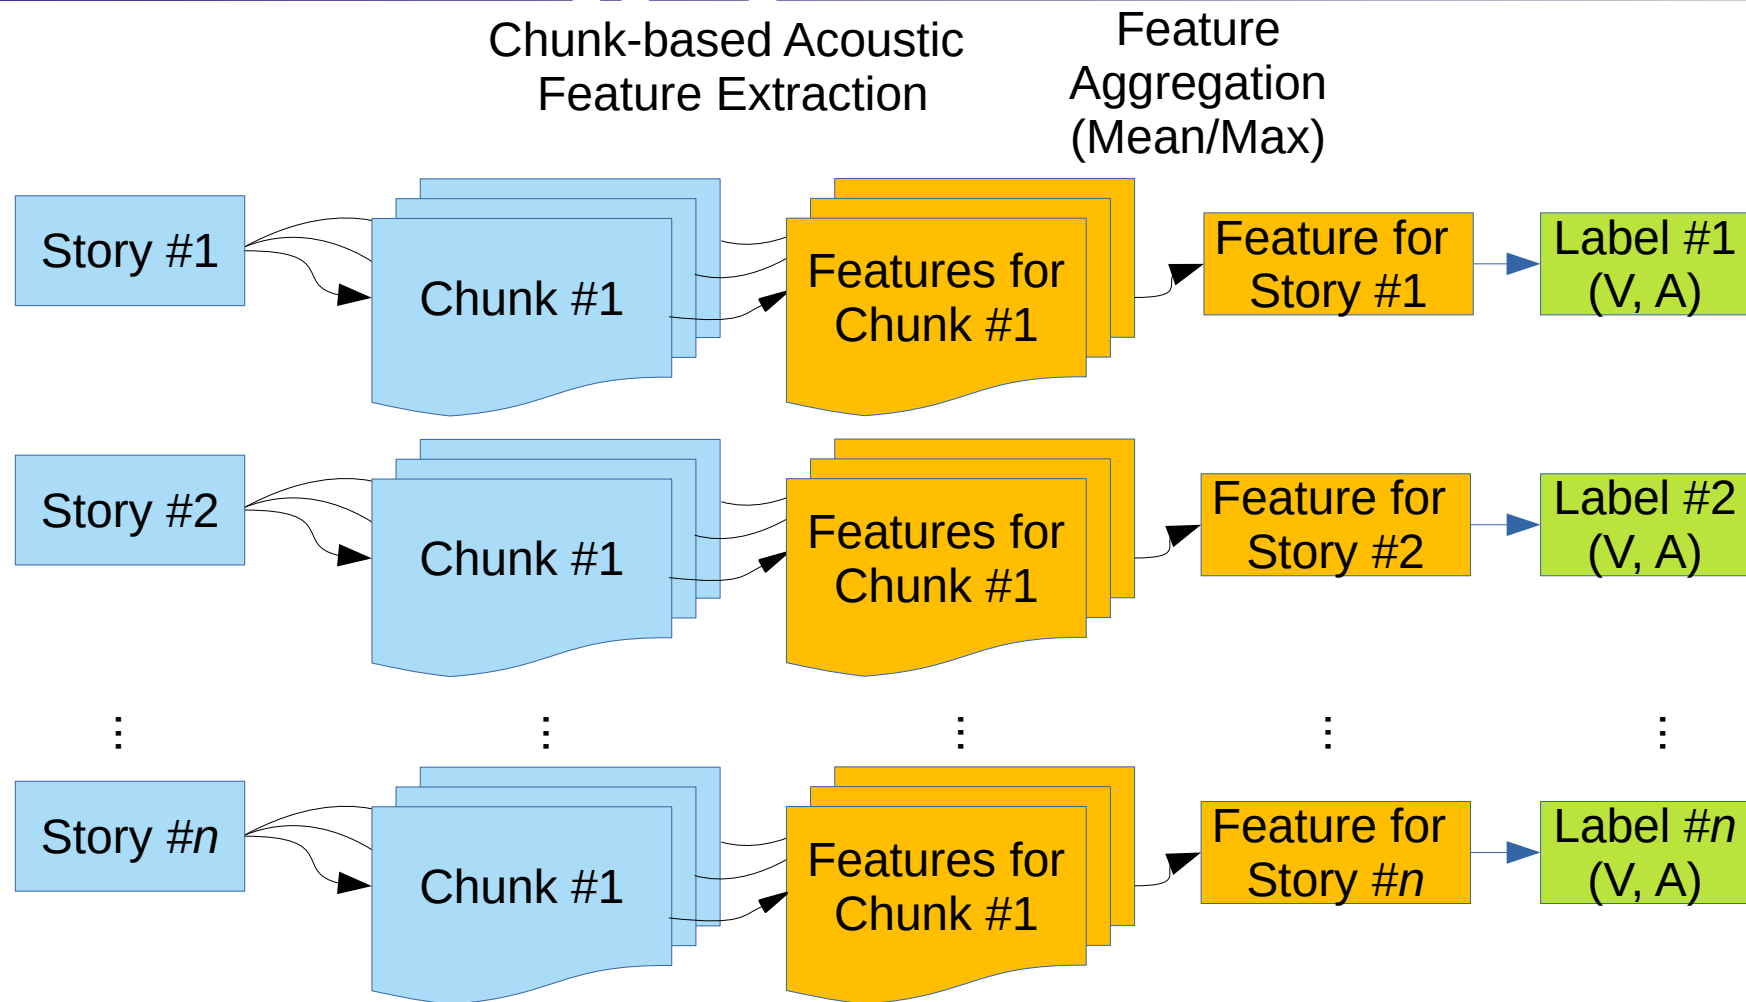 Chunk-based Acoustic
Feature Extraction
Feature
Aggregation
(Mean/Max)
Story #1
Chunk #1
Features for
Chunk #1
Feature for
Story #1
Label #1
(V, A)
Story #2
Chunk #1
Features for
Chunk #1
Feature for
Story #2
Label #2
(V, A)
...
...
...
...
...
Story #n
Chunk #1
Features for
Chunk #1
Feature for
Story #n
Label #n
(V, A)